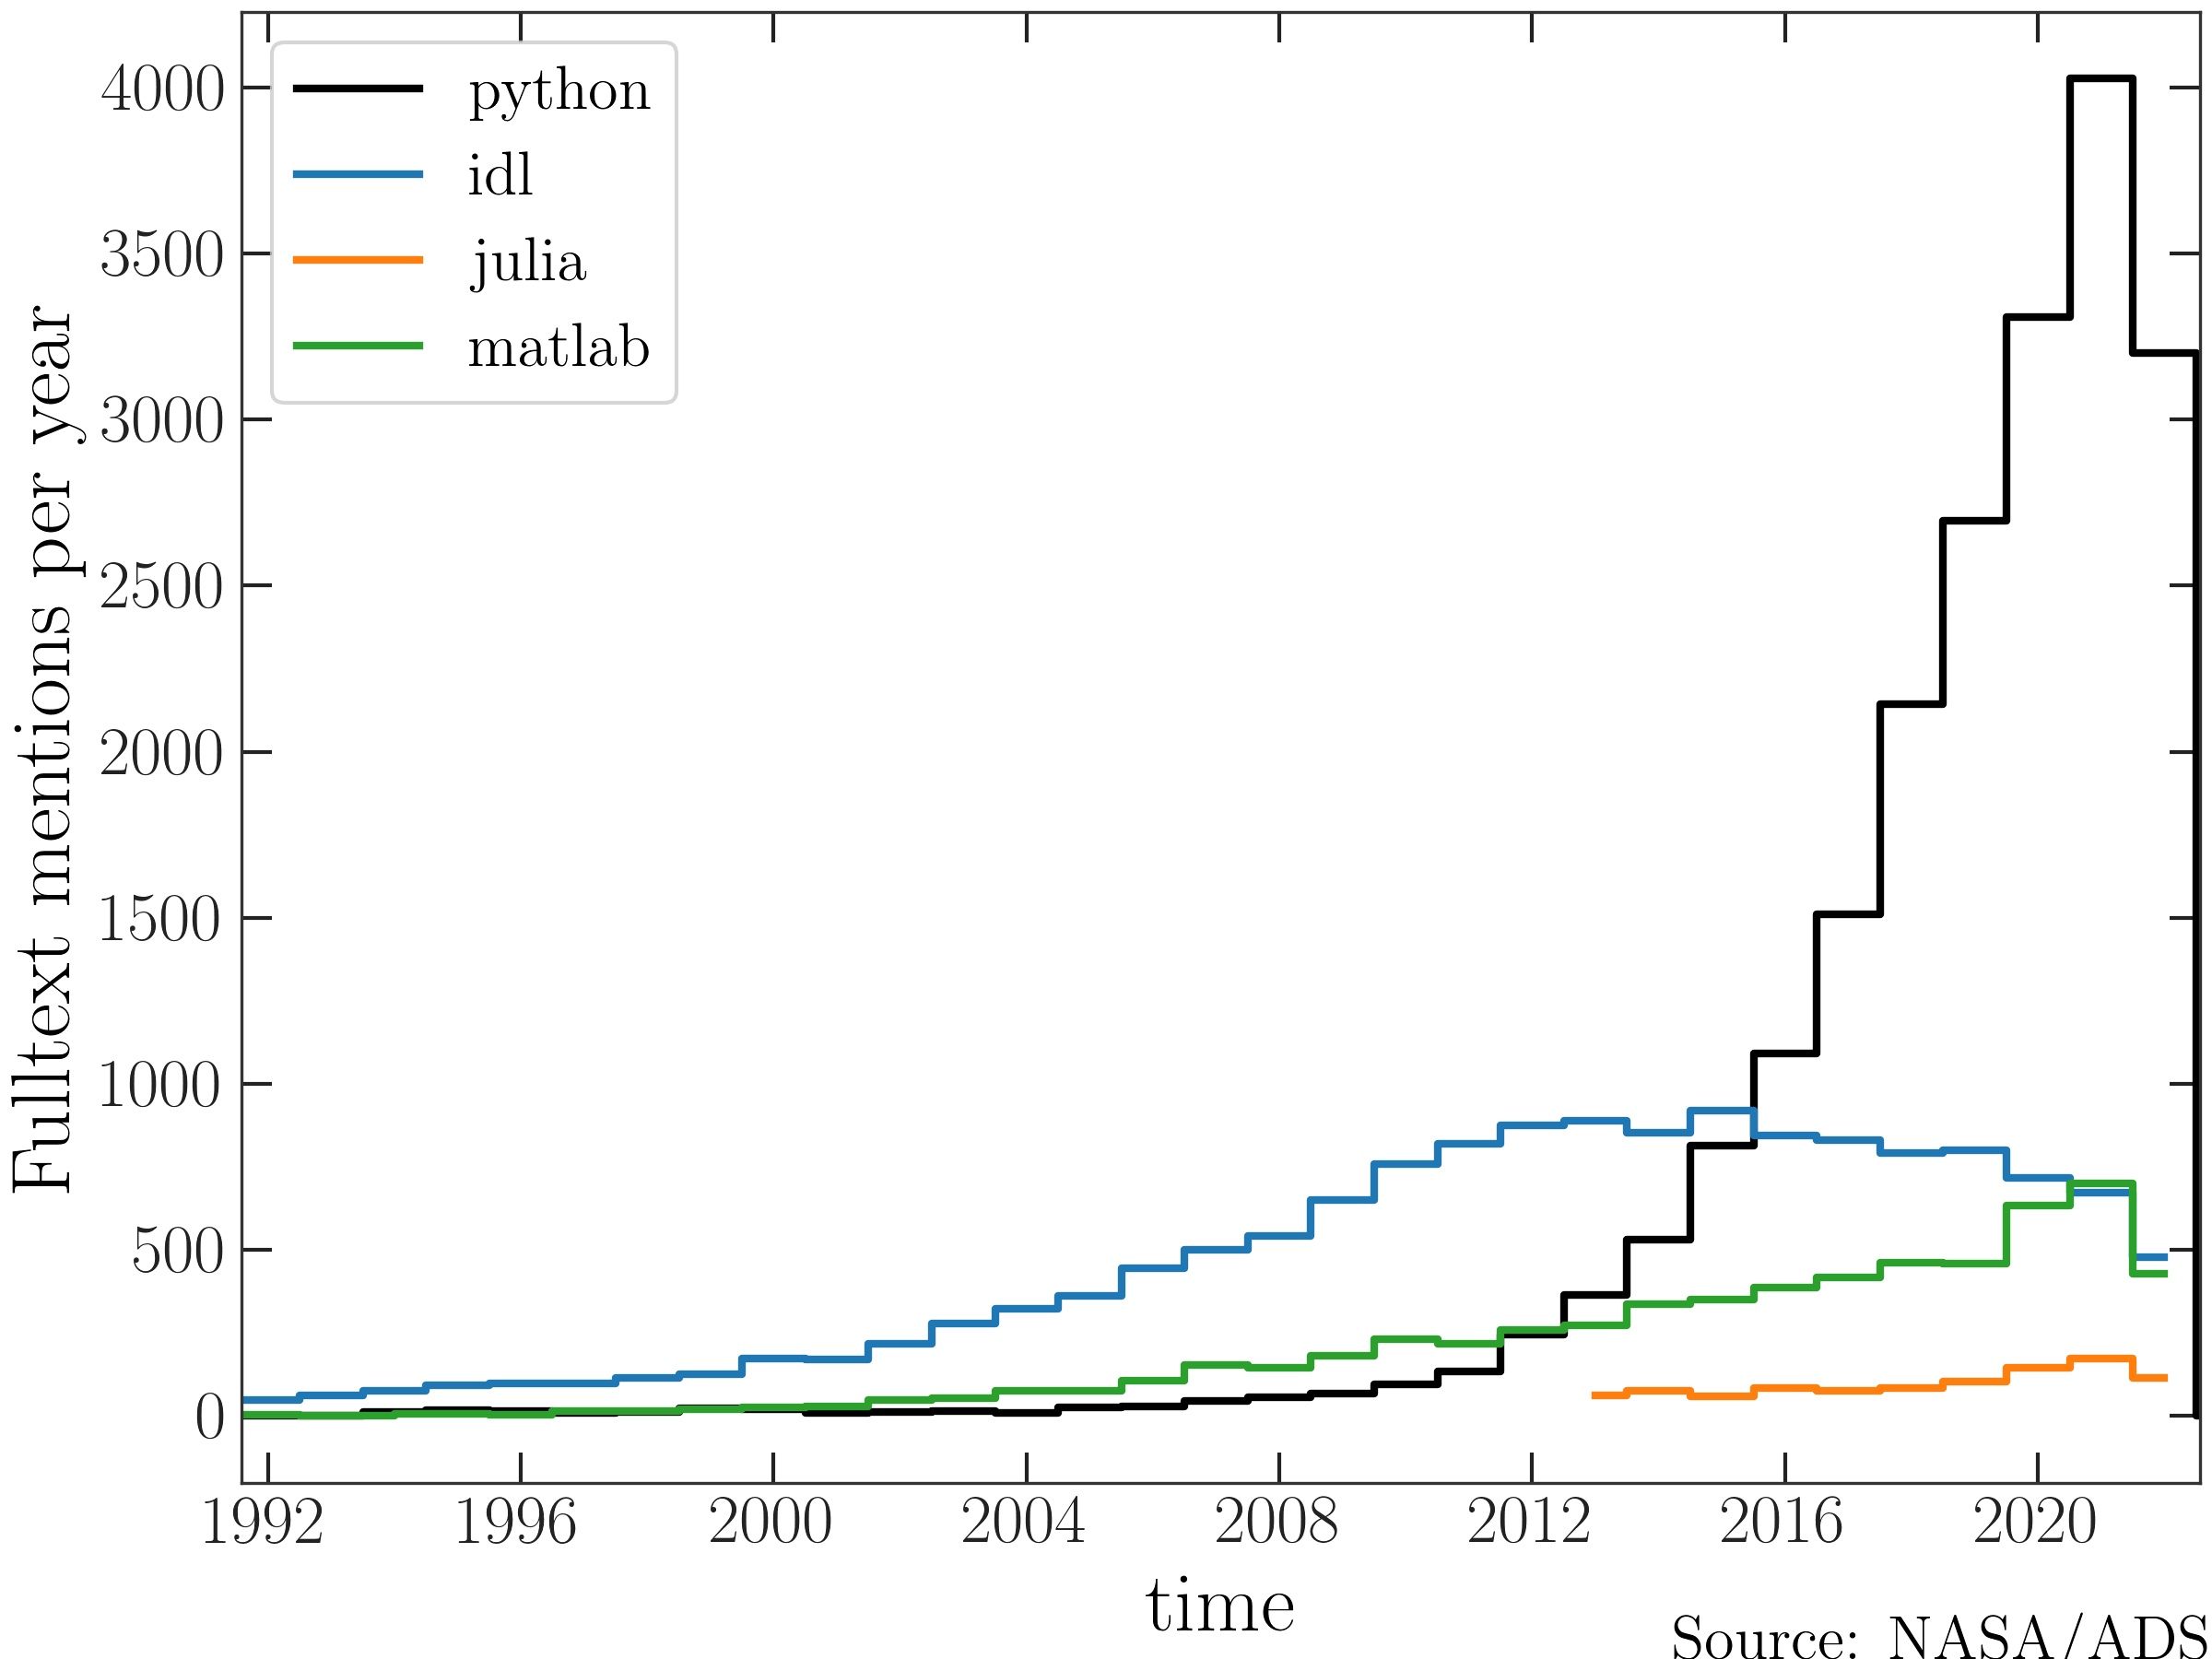 python
idl
julia
matlab
Fulltext mentions per year
4000
3500
3000
2500
2000
1500
1000
500
0
1992 1996 2000 2004 2008 2012 2016 2020
time
Source: NASA/ADS